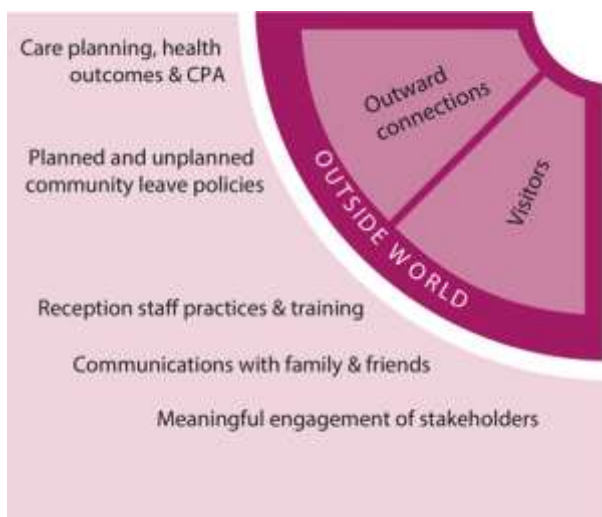 Care planning, health
outcomes & CPA
Outward
connections
Planned and unplanned
community leave policies
Visitors
OUTSIDE WORLD
Reception staff practices & training
Communications with family & friends
Meaningful engagement of stakeholders